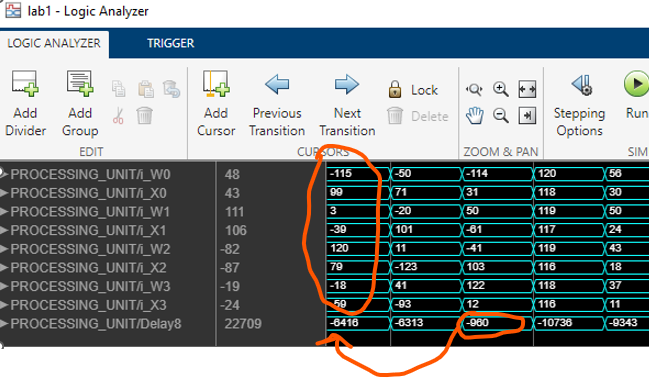 lab1 - Logic Analyzer
LOGIC ANALYZER TRIGGER
Add Divider
Add Group
Add Cursor
Previous Transition
Next Transition
Lock
Delete
Stepping Options
Run
EDIT CURSORS ZOOM & PAN SIM
PROCESSING_UNIT/i_W0 48 -115 -50 -114 120 56
PROCESSING_UNIT/i_X0 43 99 71 31 118 30
PROCESSING_UNIT/i_W1 111 3 -20 50 119 50
PROCESSING_UNIT/i_X1 106 -39 101 -61 117 24
PROCESSING_UNIT/i_W2 -82 120 11 -41 119 43
PROCESSING_UNIT/i_X2 -87 79 -123 103 116 18
PROCESSING_UNIT/i_W3 -19 -18 41 122 118 37
PROCESSING_UNIT/i_X3 -24 -59 -93 12 116 11
PROCESSING_UNIT/Delay8 22709 -6416 -6313 -960 -10736 -9343